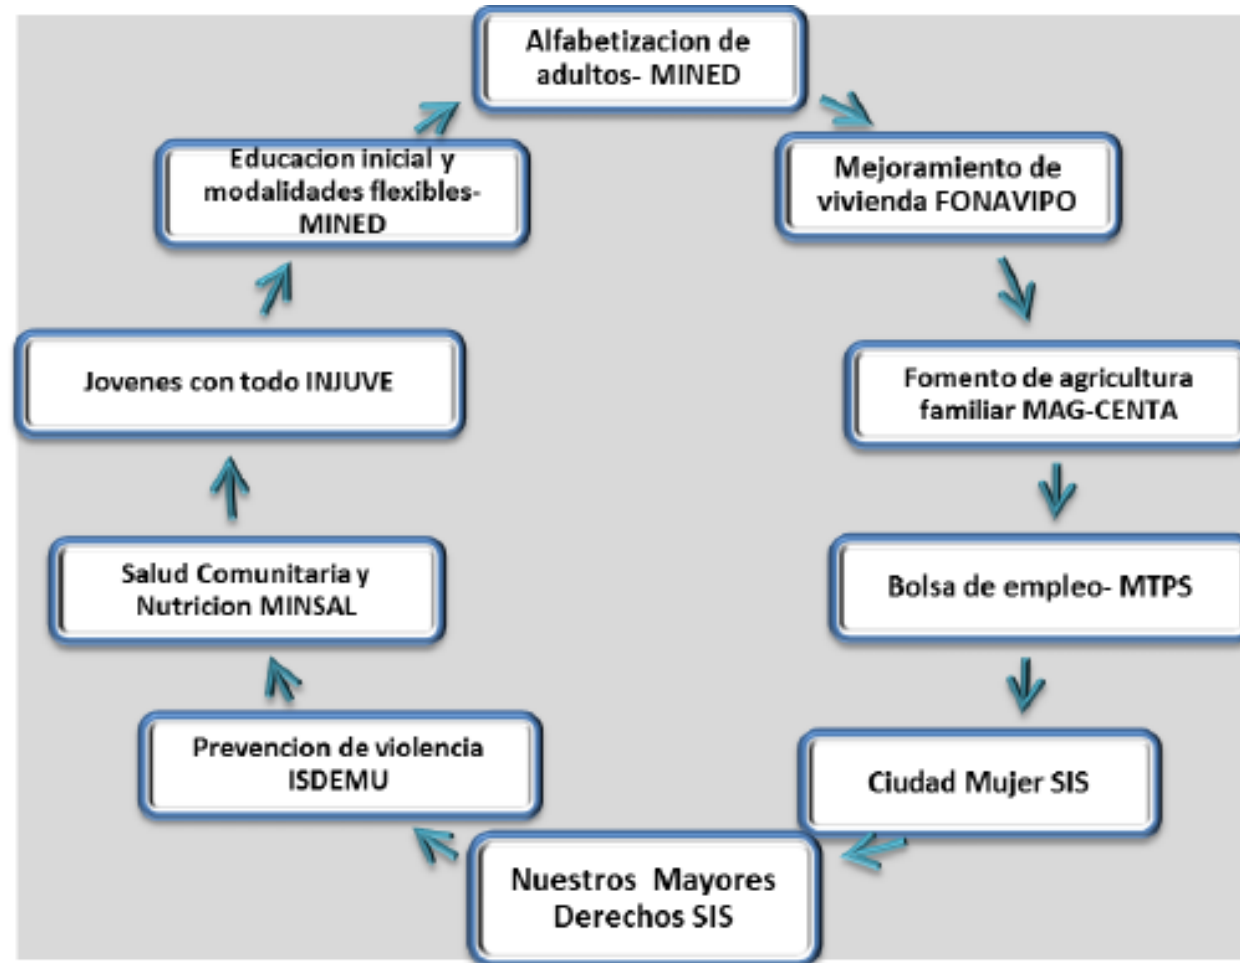 Alfabetizacion de
adultos- MINED
Mejoramiento de
vivienda FONAVIPO
Fomento de agricultura
familiar MAG-CENTA
Bolsa de empleo- MTPS
Ciudad Mujer SIS
Nuestros Mayores
Derechos SIS
Prevencion de violencia
ISDEMU
Salud Comunitaria y
Nutricion MINSAL
Jovenes con todo INJUVE
Educacion inicial y
modalidades flexibles-
MINED